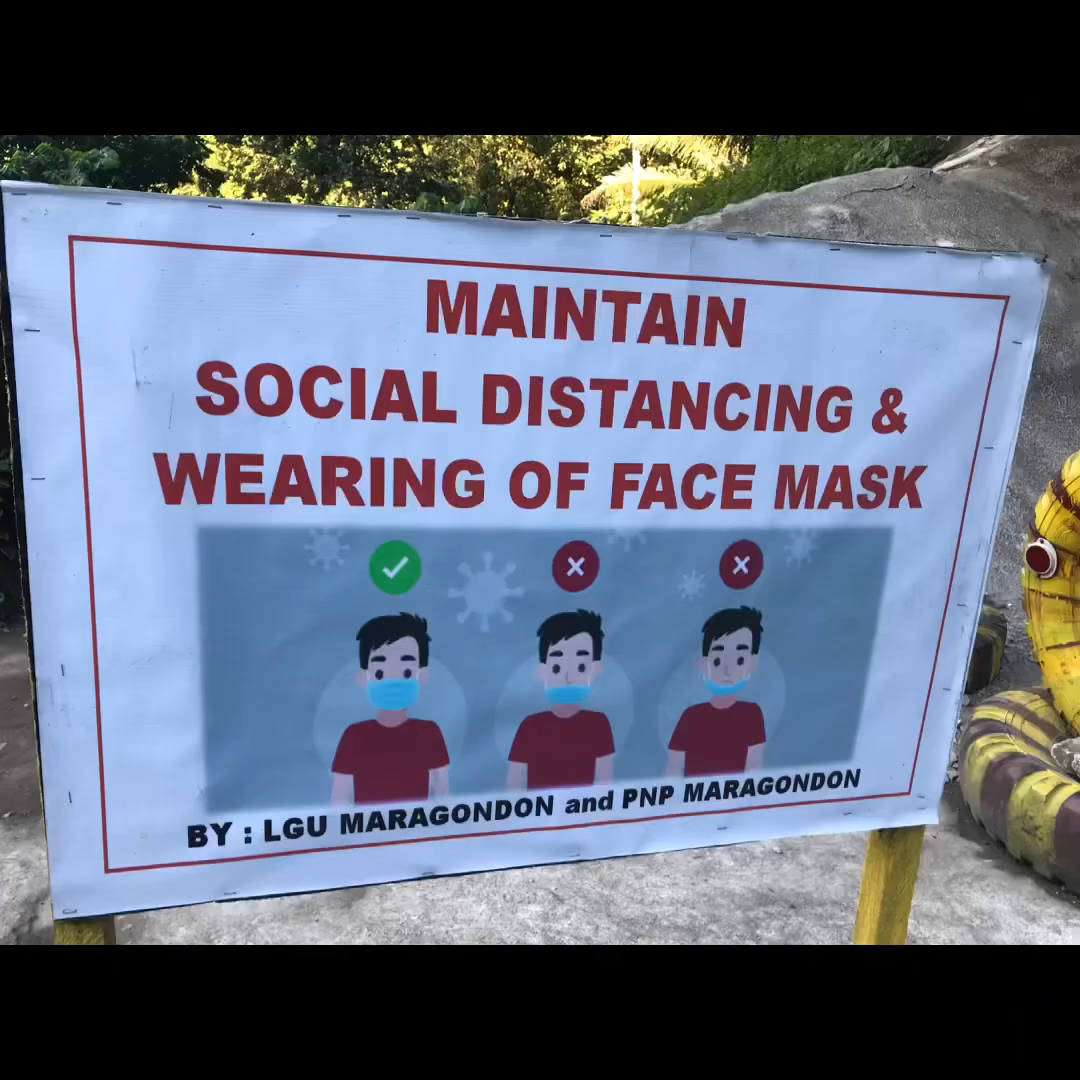 MAINTAIN
SOCIAL DISTANCING &
WEARING OF FACE MASK
BY : LGU MARAGONDON and PNP MARAGONDON